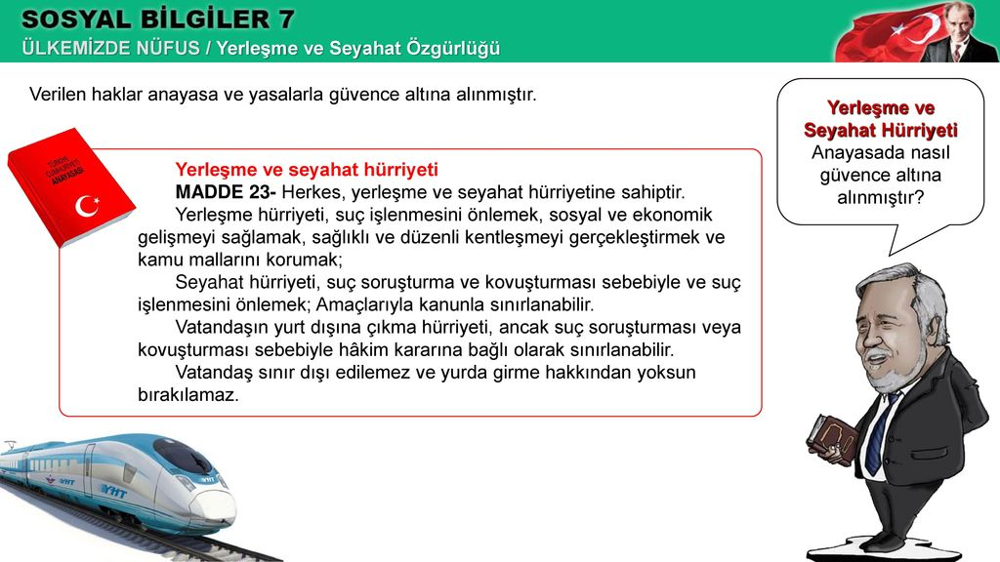 SOSYAL BİLGİLER 7
ÜLKEMİZDE NÜFUS / Yerleşme ve Seyahat Özgürlüğü
Verilen haklar anayasa ve yasalarla güvence altına alınmıştır.
Yerleşme ve
Seyahat Hürriyeti
Anayasada nasıl
güvence altına
alınmıştır?
TÜRKİYE
CUMHURİYETİ
ANAYASASI
Yerleşme ve seyahat hürriyeti
MADDE 23- Herkes, yerleşme ve seyahat hürriyetine sahiptir.
Yerleşme hürriyeti, suç işlenmesini önlemek, sosyal ve ekonomik
gelişmeyi sağlamak, sağlıklı ve düzenli kentleşmeyi gerçekleştirmek ve
kamu mallarını korumak;
Seyahat hürriyeti, suç soruşturma ve kovuşturması sebebiyle ve suç
işlenmesini önlemek; Amaçlarıyla kanunla sınırlanabilir.
Vatandaşın yurt dışına çıkma hürriyeti, ancak suç soruşturması veya
kovuşturması sebebiyle hâkim kararına bağlı olarak sınırlanabilir.
Vatandaş sınır dışı edilemez ve yurda girme hakkından yoksun
bırakılamaz.
YHT
YHT
YHT